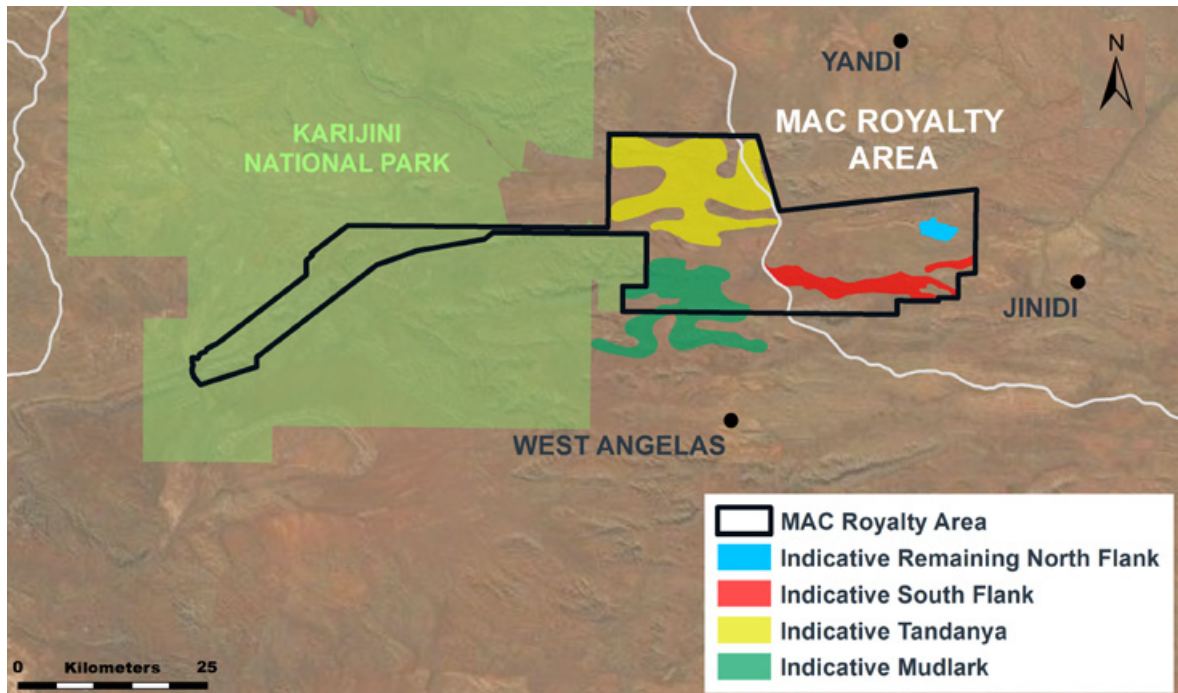 YANDI
N
MAC ROYALTY
AREA
KARIJINI
NATIONAL PARK
JINIDI
WEST ANGELAS
MAC Royalty Area
Indicative Remaining North Flank
Indicative South Flank
Indicative Tandanya
Indicative Mudlark
0 Kilometers 25